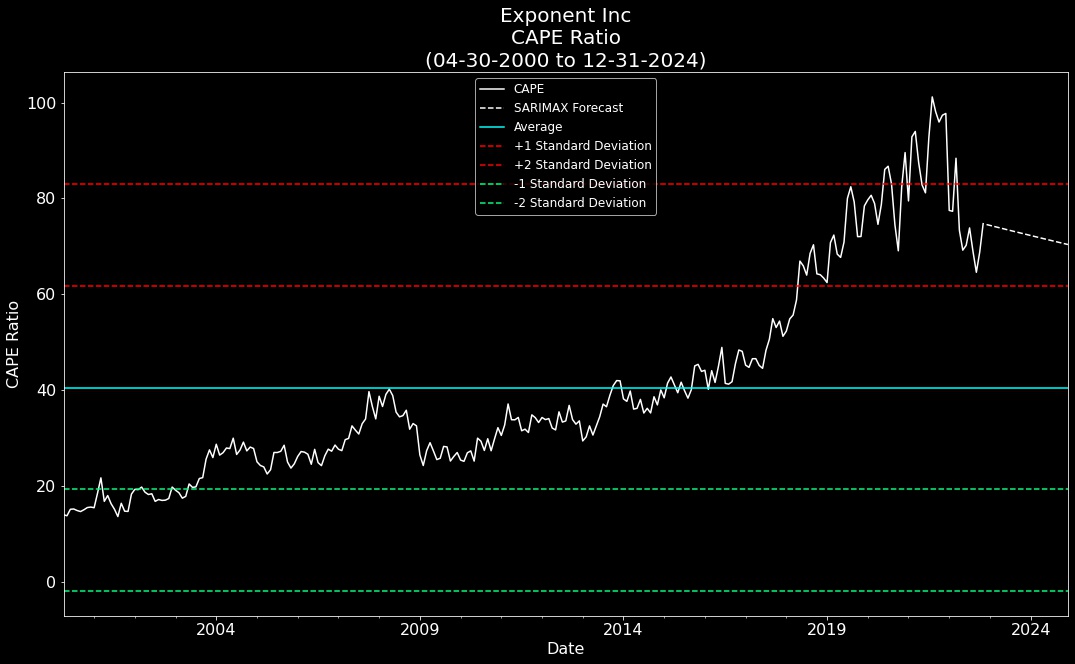 Exponent Inc
CAPE Ratio
(04-30-2000 to 12-31-2024)
CAPE
SARIMAX Forecast
Average
+1 Standard Deviation
+2 Standard Deviation
-1 Standard Deviation
-2 Standard Deviation
100
80
60
40
20
0
CAPE Ratio
2004
2009
2014
2019
2024
Date